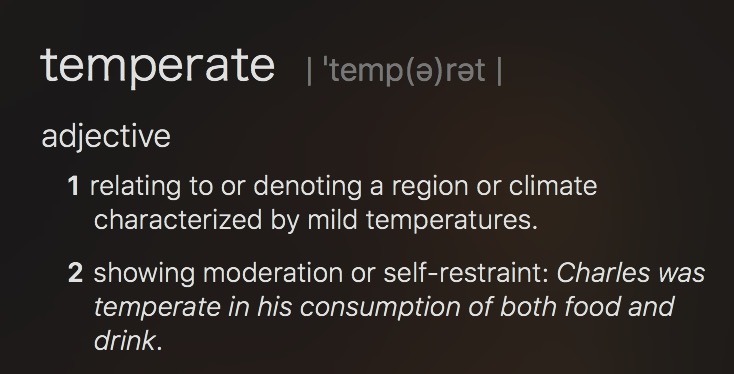 temperate | ˈtemp(ə)rət |
adjective
1 relating to or denoting a region or climate
characterized by mild temperatures.
2 showing moderation or self-restraint: Charles was
temperate in his consumption of both food and
drink.